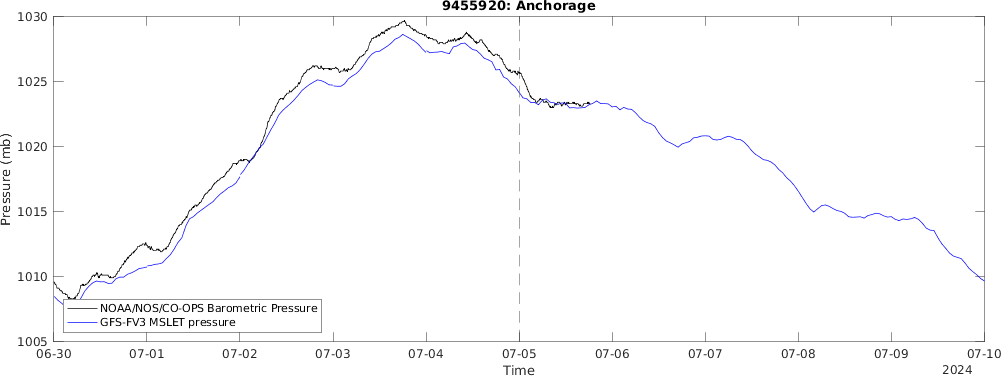 9455920: Anchorage
1030
1025
1020
1015
1010
1005
Pressure (mb)
NOAA/NOS/CO-OPS Barometric Pressure
GFS-FV3 MSLET pressure
06-30 07-01 07-02 07-03 07-04 07-05 07-06 07-07 07-08 07-09 07-10
Time
2024